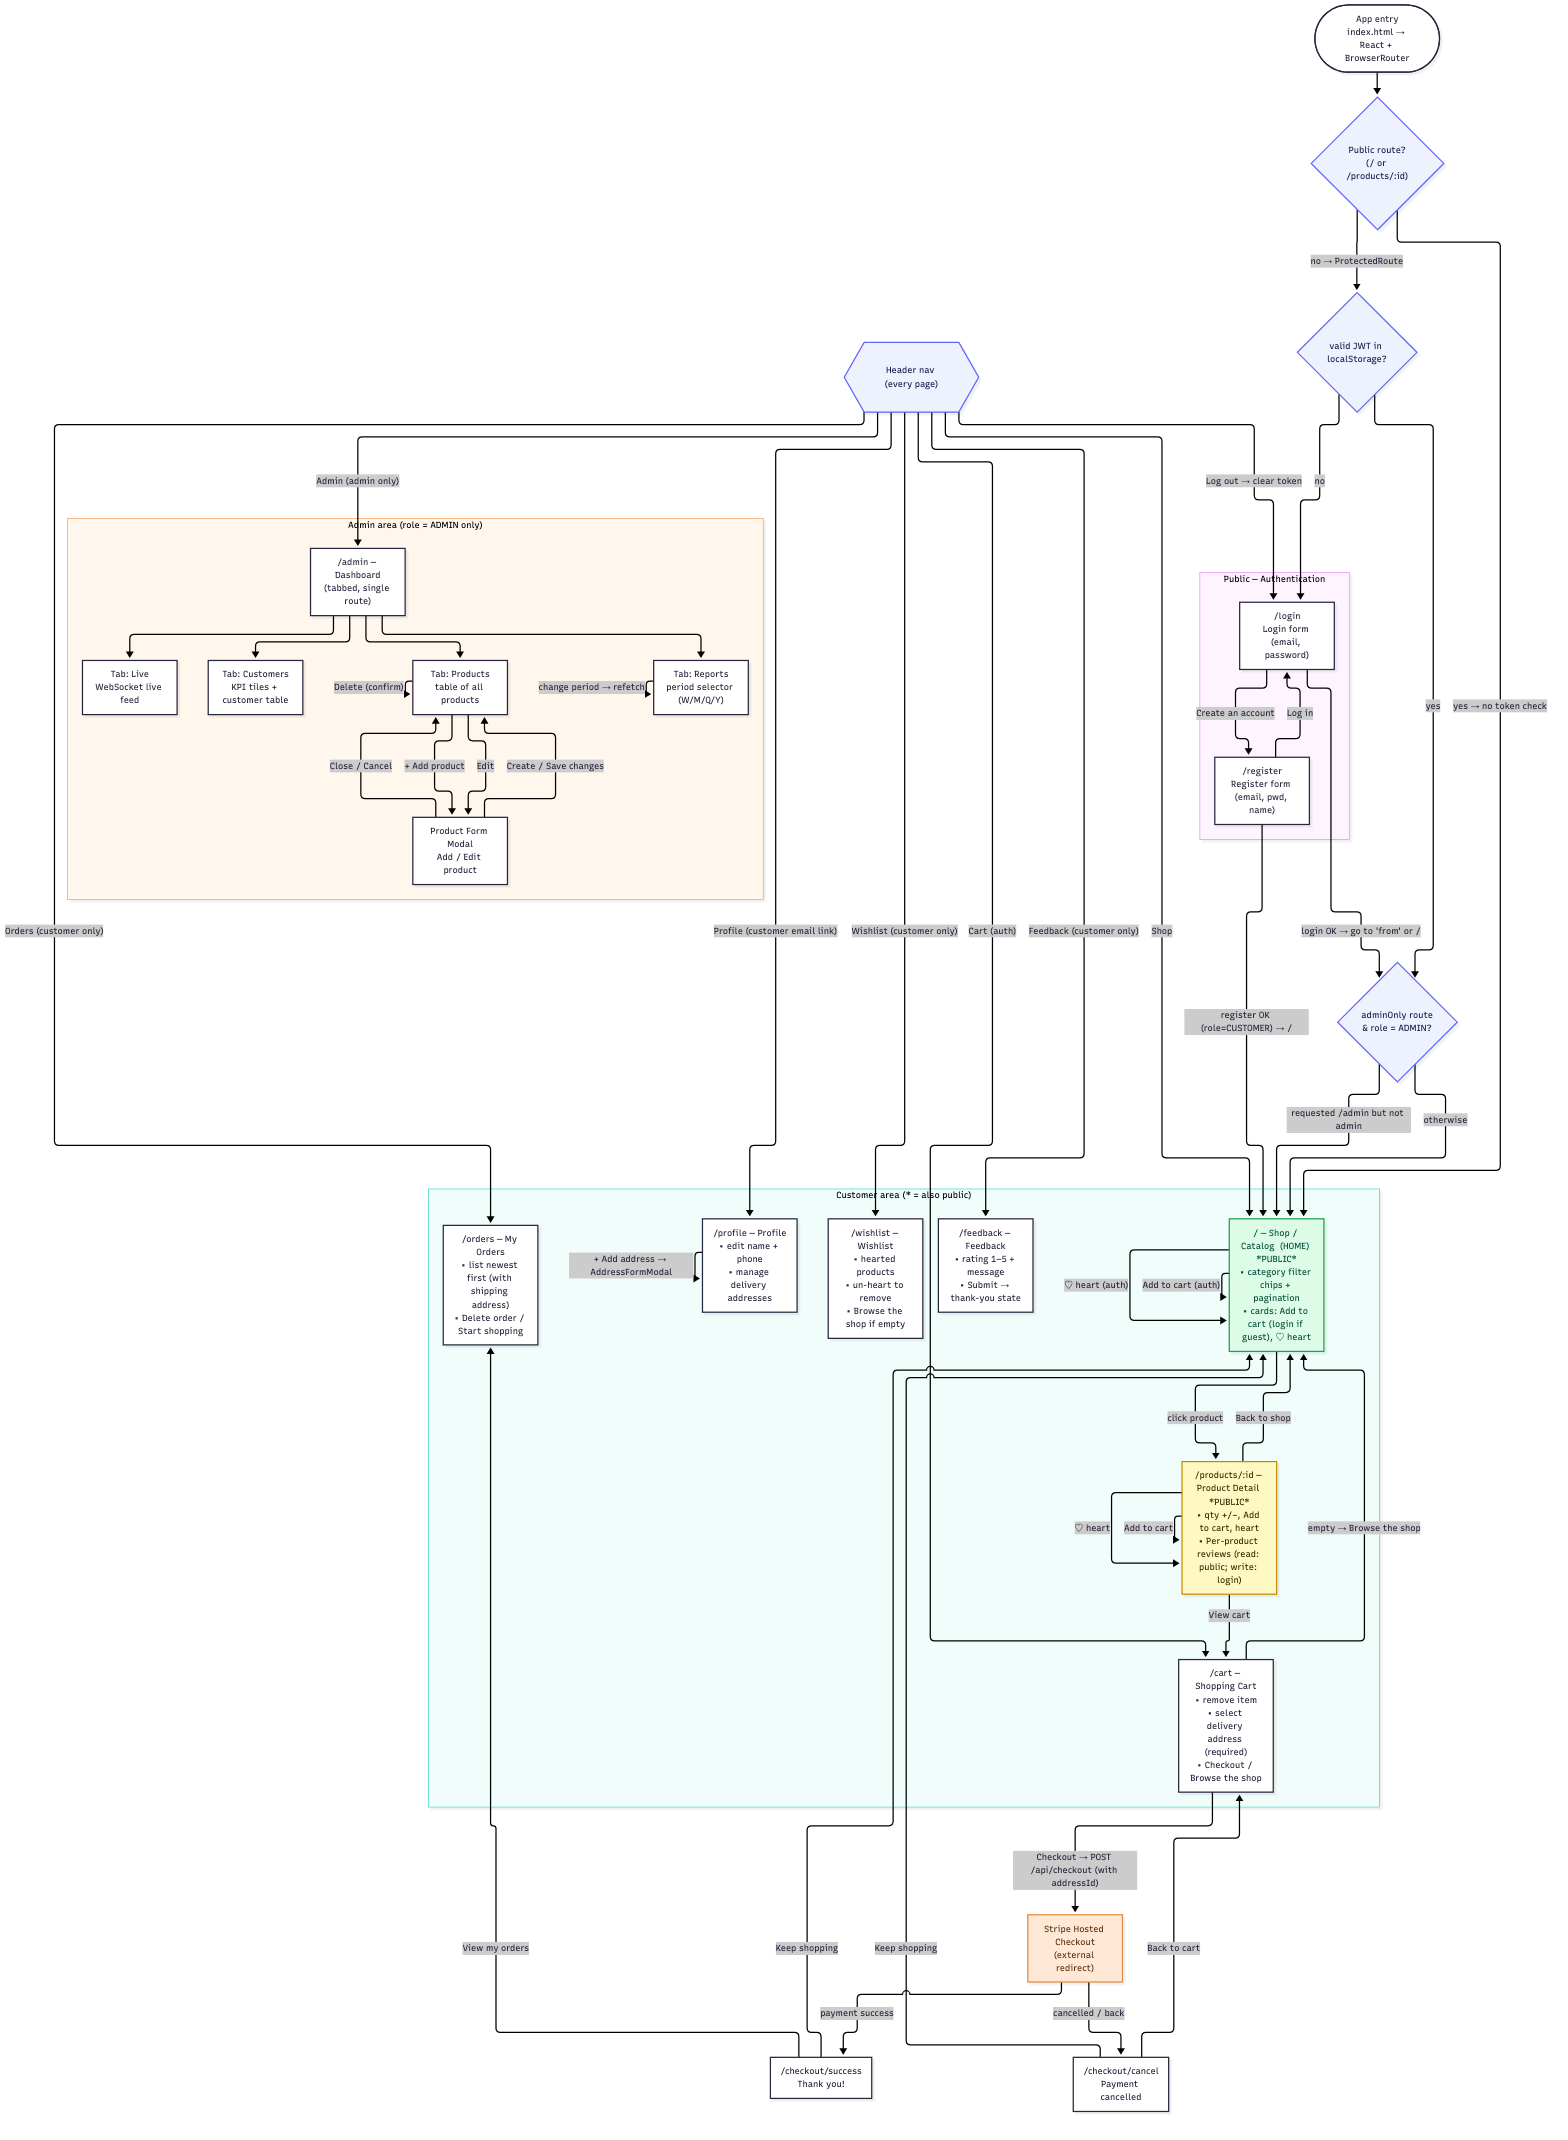 App entry
index.html →
React +
BrowserRouter
Public route?
(/ or
/products/:id)
no → ProtectedRoute
valid JWT in
localStorage?
Header nav
(every page)
Admin (admin only)
Log out → clear token
no
Admin area (role = ADMIN only)
/admin —
Dashboard
(tabbed, single
route)
Public — Authentication
/login
Login form
(email,
password)
Tab: Live
WebSocket live
feed
Tab: Customers
KPI tiles +
customer table
Delete (confirm)
Tab: Products
table of all
products
change period → refetch
Tab: Reports
period selector
(W/M/Q/Y)
Create an account
Log in
yes
yes → no token check
Close / Cancel
+ Add product
Edit
Create / Save changes
/register
Register form
(email, pwd,
name)
Product Form
Modal
Add / Edit
product
Orders (customer only)
Profile (customer email link)
Wishlist (customer only)
Cart (auth)
Feedback (customer only)
Shop
login OK → go to 'from' or /
register OK
(role=CUSTOMER) → /
adminOnly route
& role = ADMIN?
requested /admin but not
admin
otherwise
Customer area (* = also public)
/orders — My
Orders
• list newest
first (with
shipping
address)
• Delete order /
Start shopping
+ Add address →
AddressFormModal
/profile — Profile
• edit name +
phone
• manage
delivery
addresses
/wishlist —
Wishlist
• hearted
products
• un-heart to
remove
• Browse the
shop if empty
/feedback —
Feedback
• rating 1–5 +
message
• Submit →
thank-you state
♡ heart (auth)
Add to cart (auth)
/ — Shop /
Catalog (HOME)
*PUBLIC*
• category filter
chips +
pagination
• cards: Add to
cart (login if
guest), ♡ heart
click product
Back to shop
♡ heart
Add to cart
/products/:id —
Product Detail
*PUBLIC*
• qty +/−, Add
to cart, heart
• Per-product
reviews (read:
public; write:
login)
empty → Browse the shop
View cart
/cart —
Shopping Cart
• remove item
• select
delivery
address
(required)
• Checkout /
Browse the shop
Checkout → POST
/api/checkout (with
addressId)
View my orders
Keep shopping
Keep shopping
Stripe Hosted
Checkout
(external
redirect)
Back to cart
payment success
cancelled / back
/checkout/success
Thank you!
/checkout/cancel
Payment
cancelled